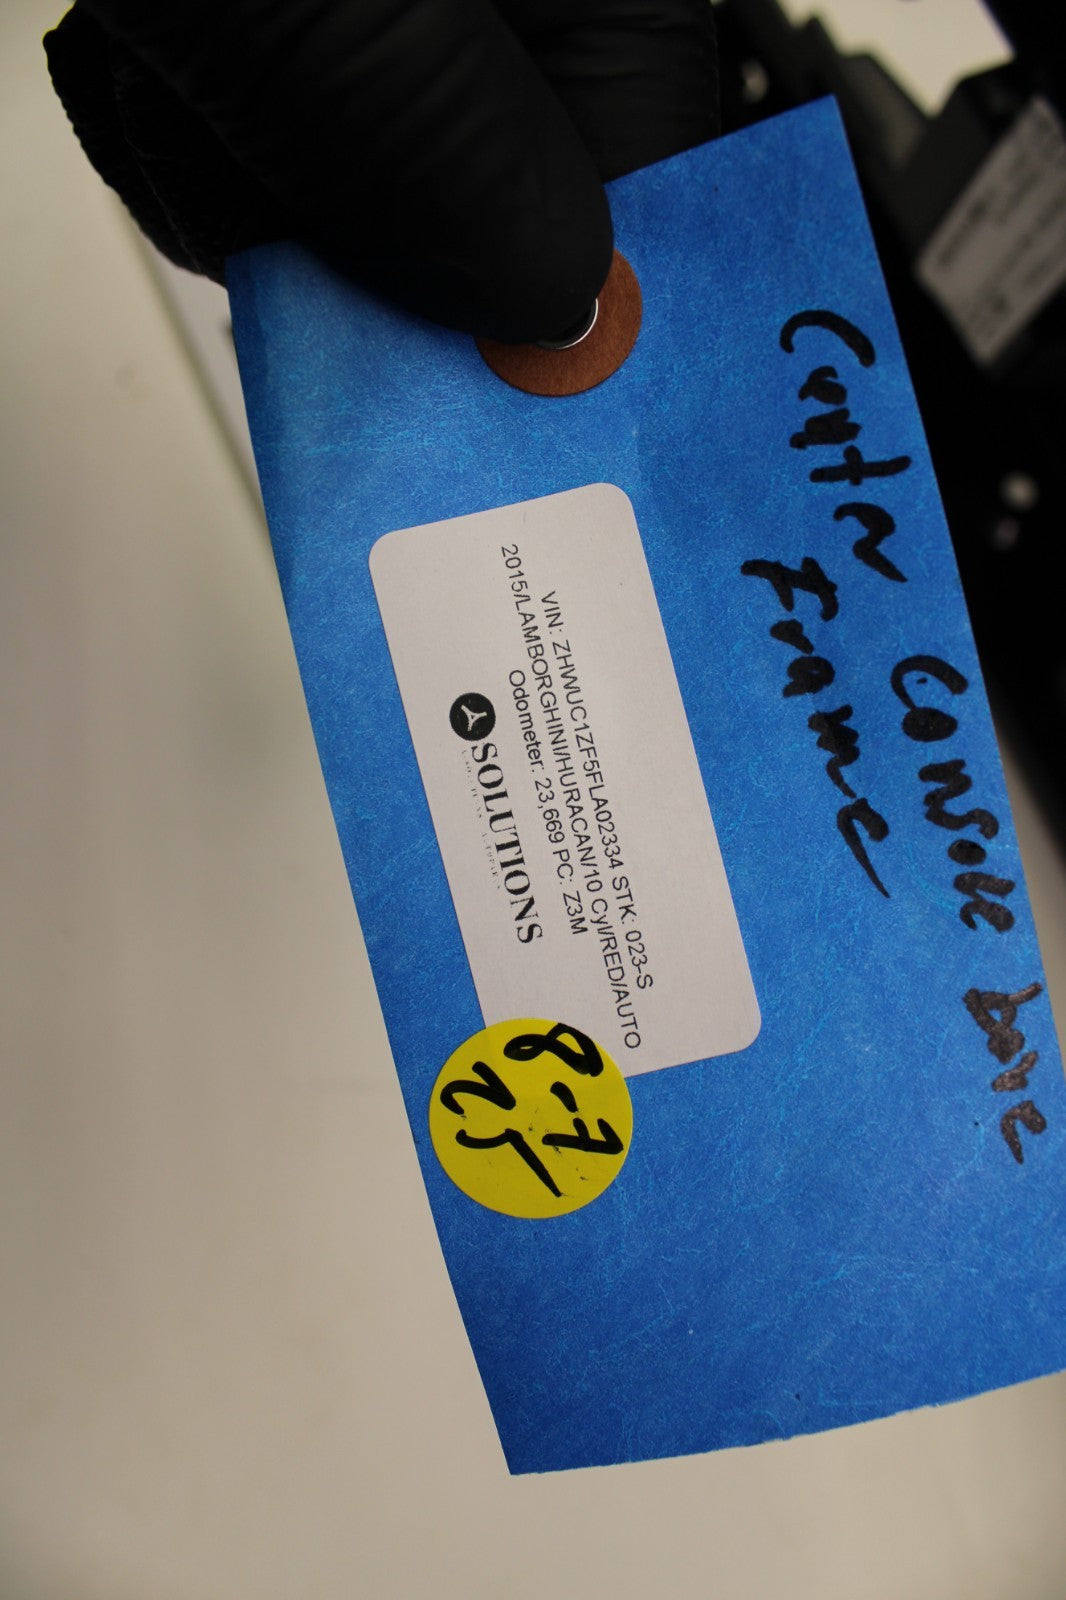 Center Console bare
Frame
VIN: ZHWUC1ZF5FLA02334 STK: 023-S
2015/LAMBORGHINI/HURACAN/10 Cyl/RED/AUTO
Odometer: 23,669 PC: Z3M
SOLUTIONS
8-7
25